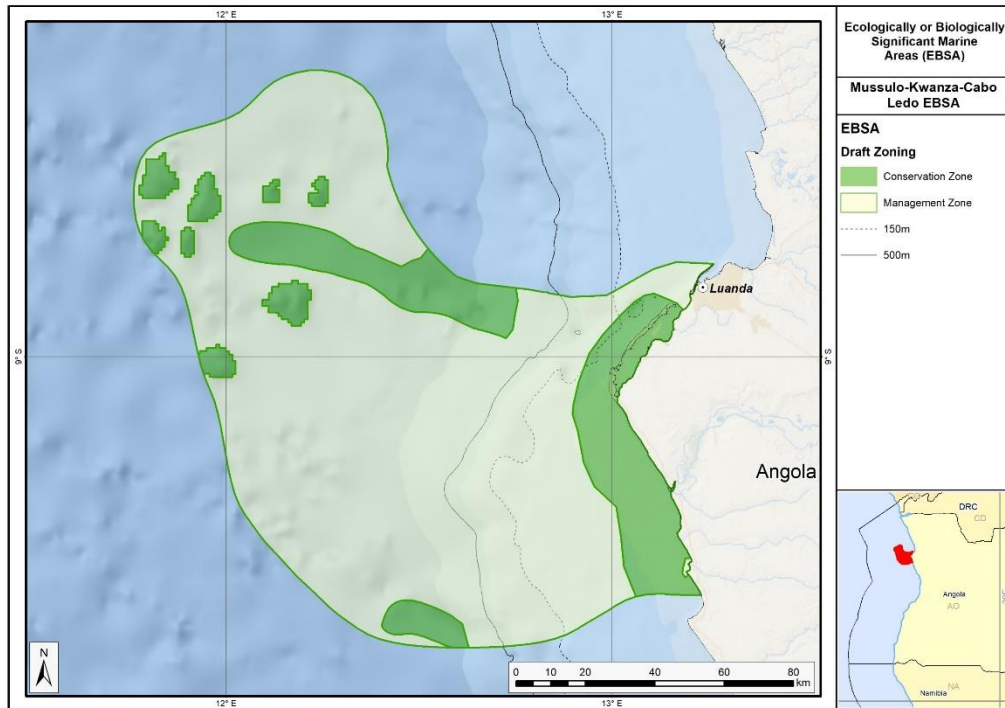 12° E
13° E
9° S
9° S
Luanda
Angola
N
0 5 10 20 40 60 80
km
12° E
13° E
Ecologically or Biologically
Significant Marine
Areas (EBSA)
Mussulo-Kwanza-Cabo
Ledo EBSA
EBSA
Draft Zoning
Conservation Zone
Management Zone
150m
500m
DRC
CD
Angola
AO
NA
Namibia